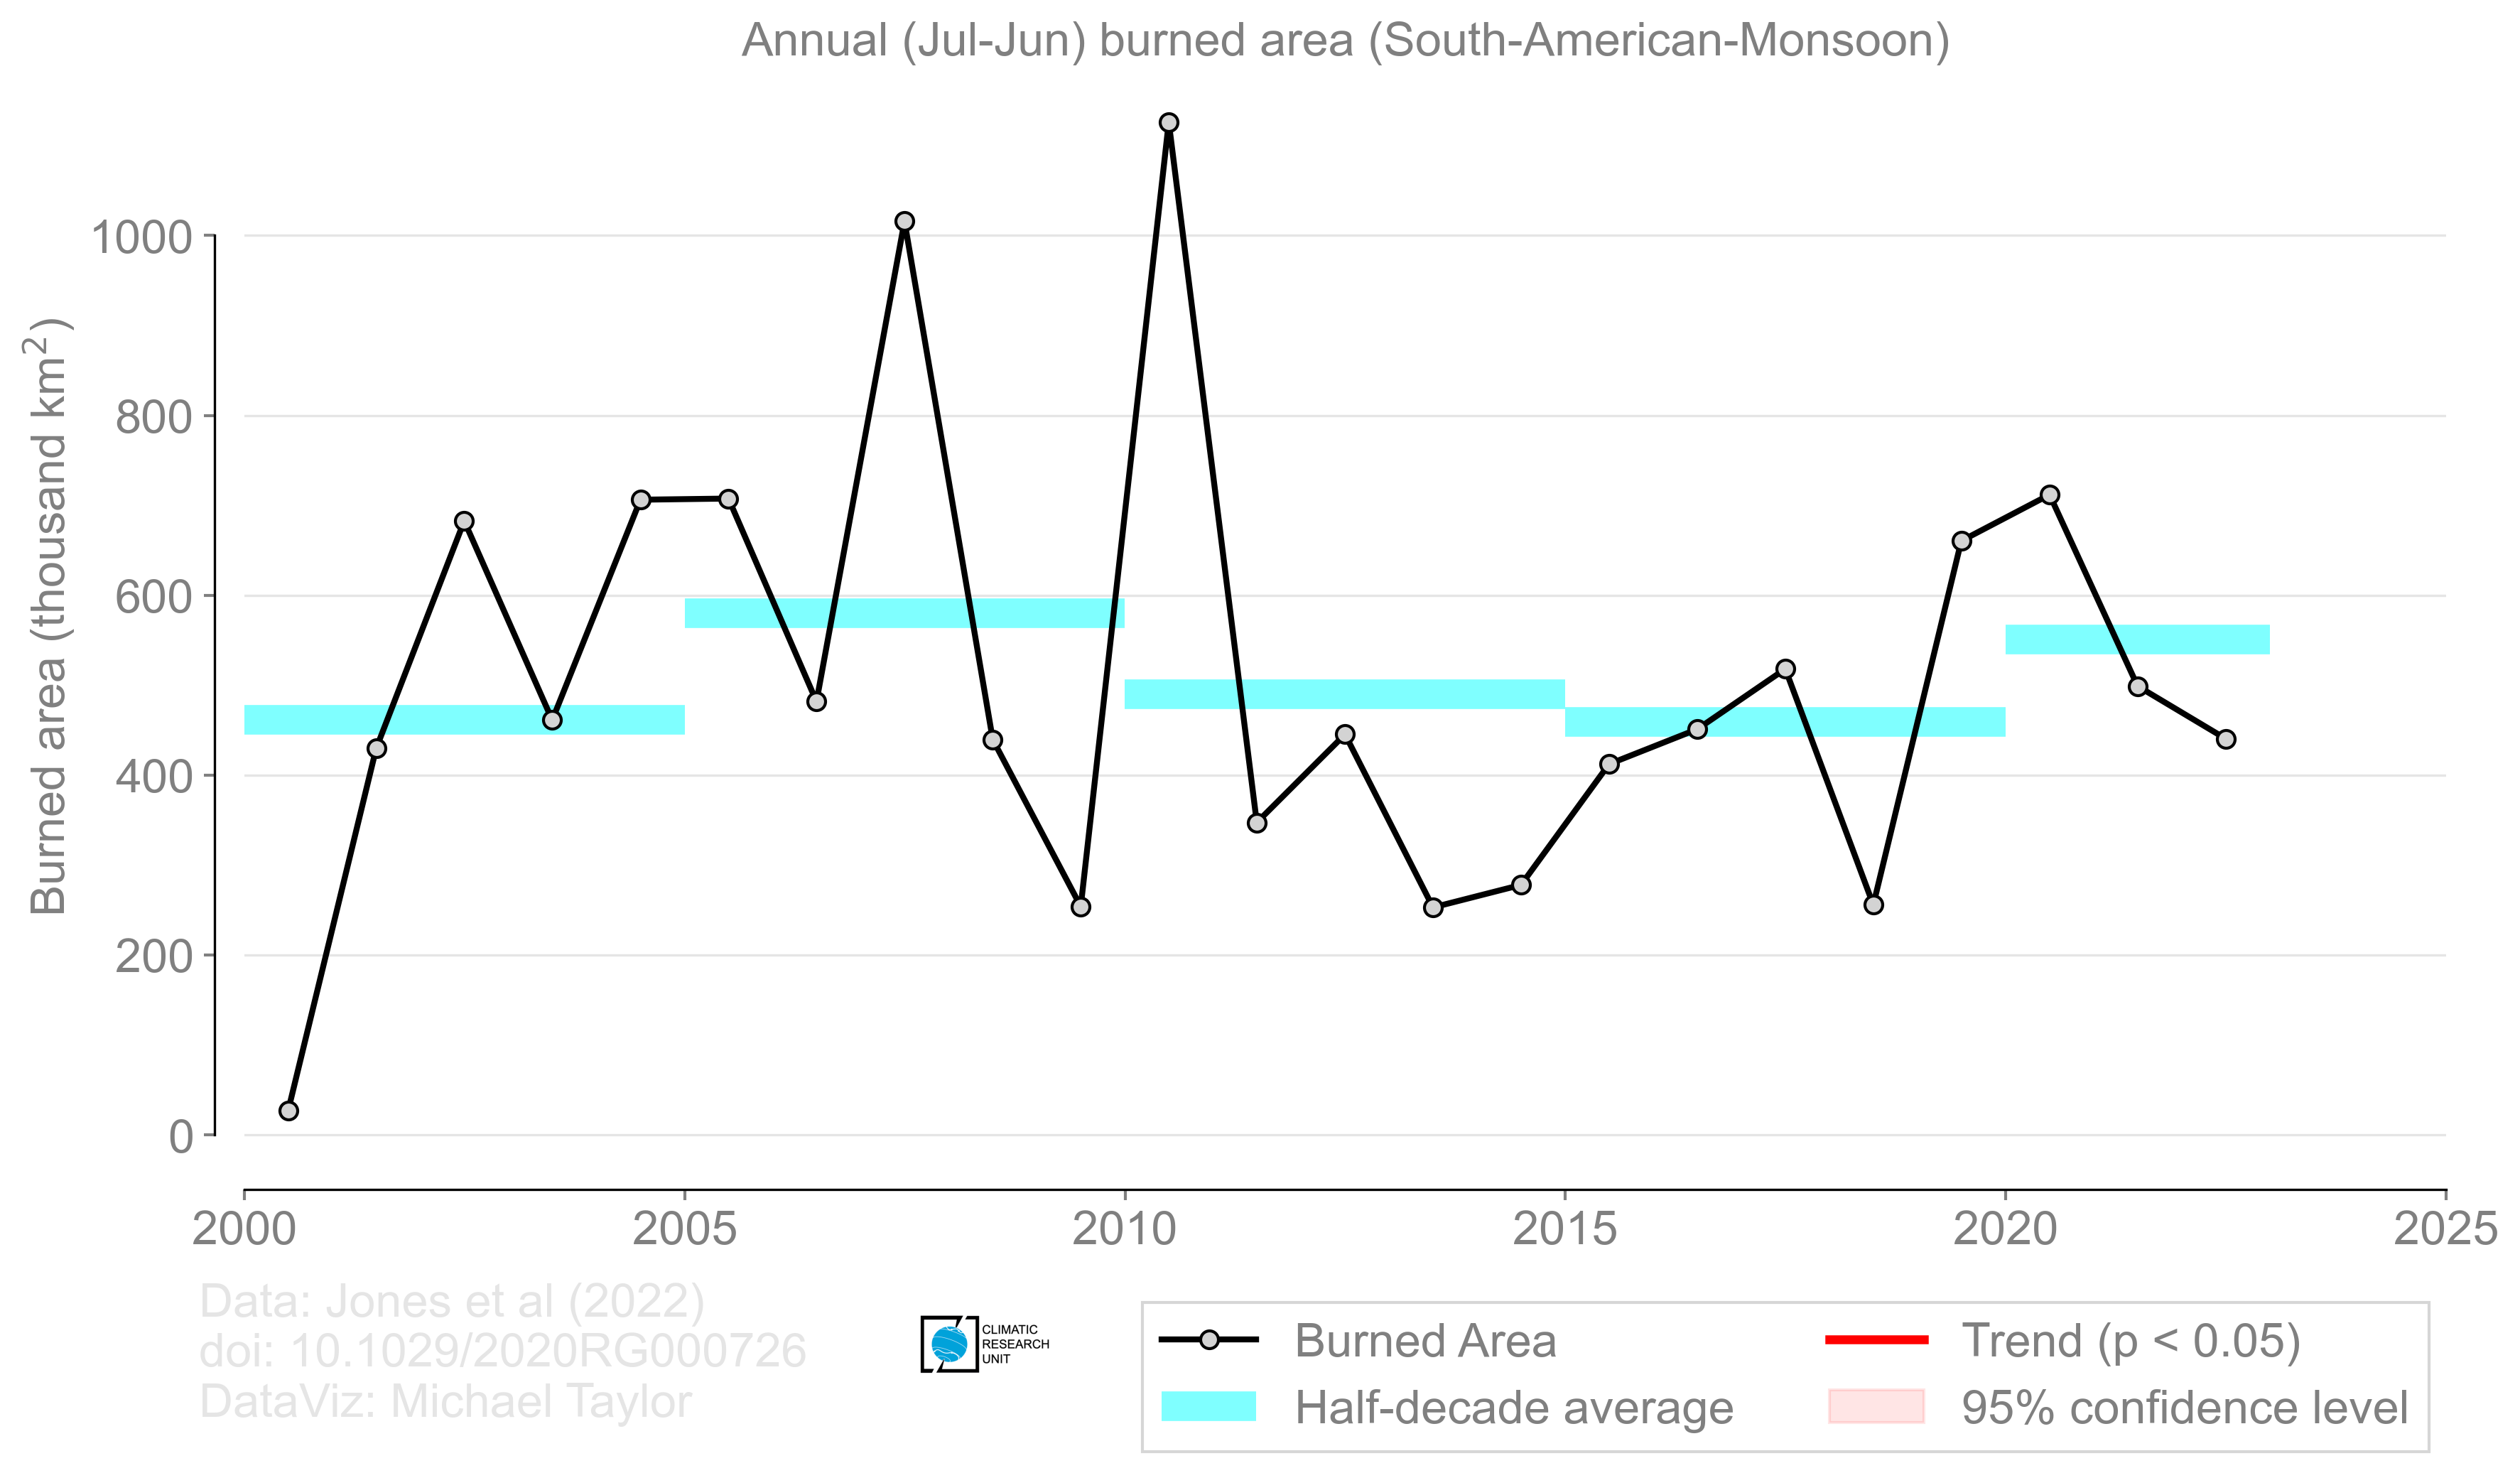 Annual (Jul-Jun) burned area (South-American-Monsoon)
Burned area (thousand km²)
1000
800
600
400
200
0
2000 2005 2010 2015 2020 2025
Data: Jones et al (2022)
doi: 10.1029/2020RG000726
DataViz: Michael Taylor
CLIMATIC
RESEARCH
UNIT
Burned Area
Half-decade average
Trend (p < 0.05)
95% confidence level